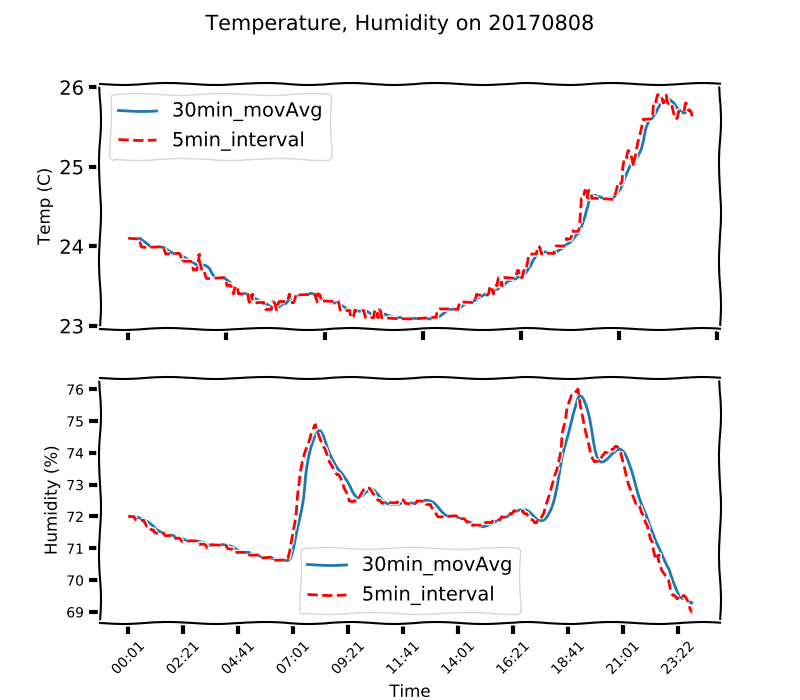 Temperature, Humidity on 20170808
26
25
24
23
Temp (C)
30min_movAvg
5min_interval
76
75
74
73
72
71
70
69
Humidity (%)
30min_movAvg
5min_interval
00:01
02:21
04:41
07:01
09:21
11:41
14:01
16:21
18:41
21:01
23:22
Time